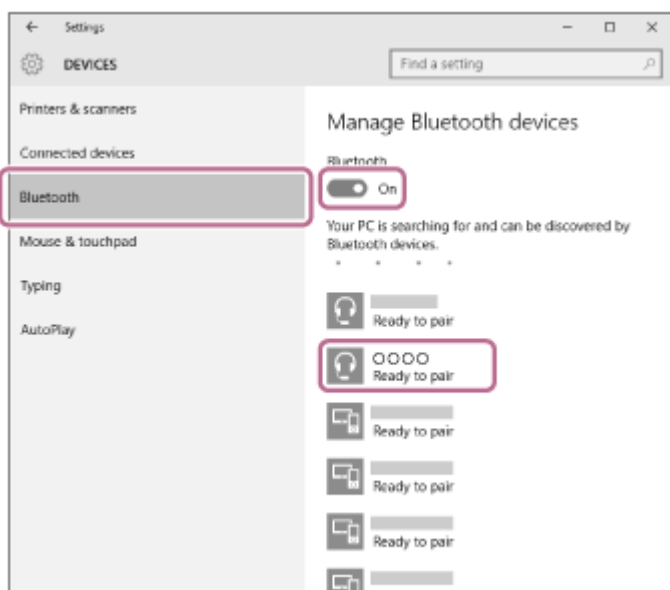 Settings
DEVICES
Find a setting
Printers & scanners
Connected devices
Bluetooth
Mouse & touchpad
Typing
AutoPlay
Manage Bluetooth devices
Bluetooth
On
Your PC is searching for and can be discovered by
Bluetooth devices.
Ready to pair
OOOO
Ready to pair
Ready to pair
Ready to pair
Ready to pair